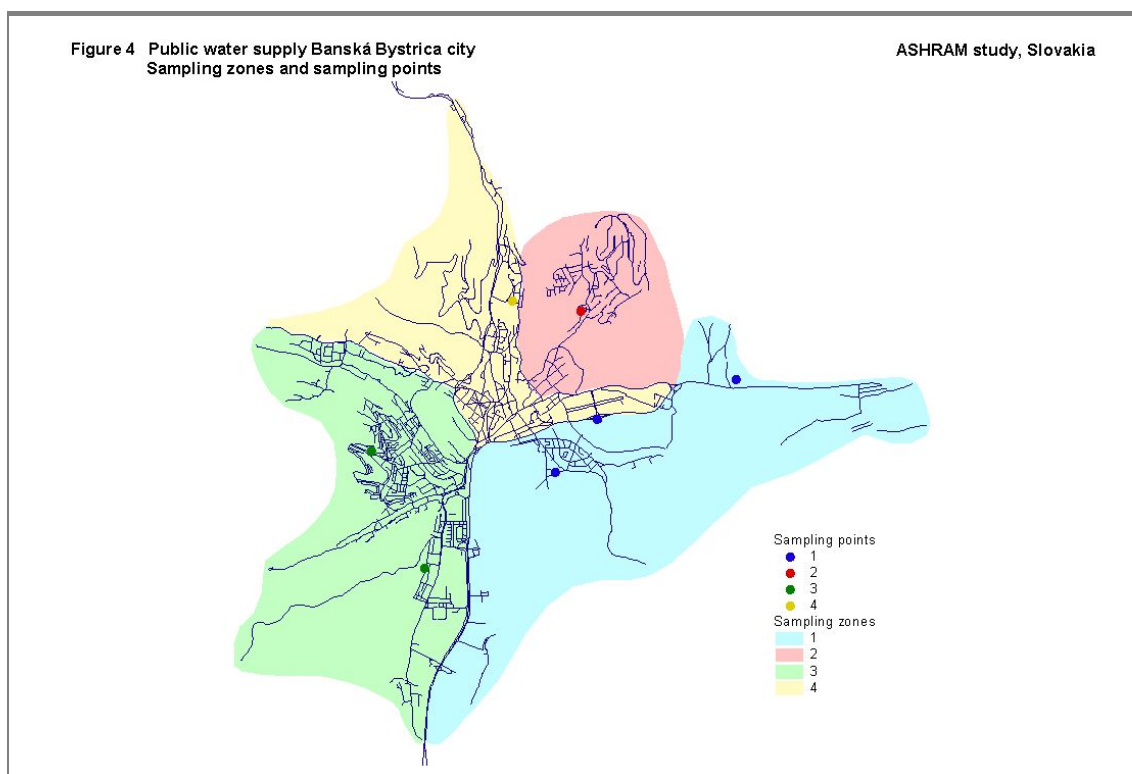 Figure 4 Public water supply Banská Bystrica city
Sampling zones and sampling points
ASHRAM study, Slovakia
Sampling points
1
2
3
4
Sampling zones
1
2
3
4